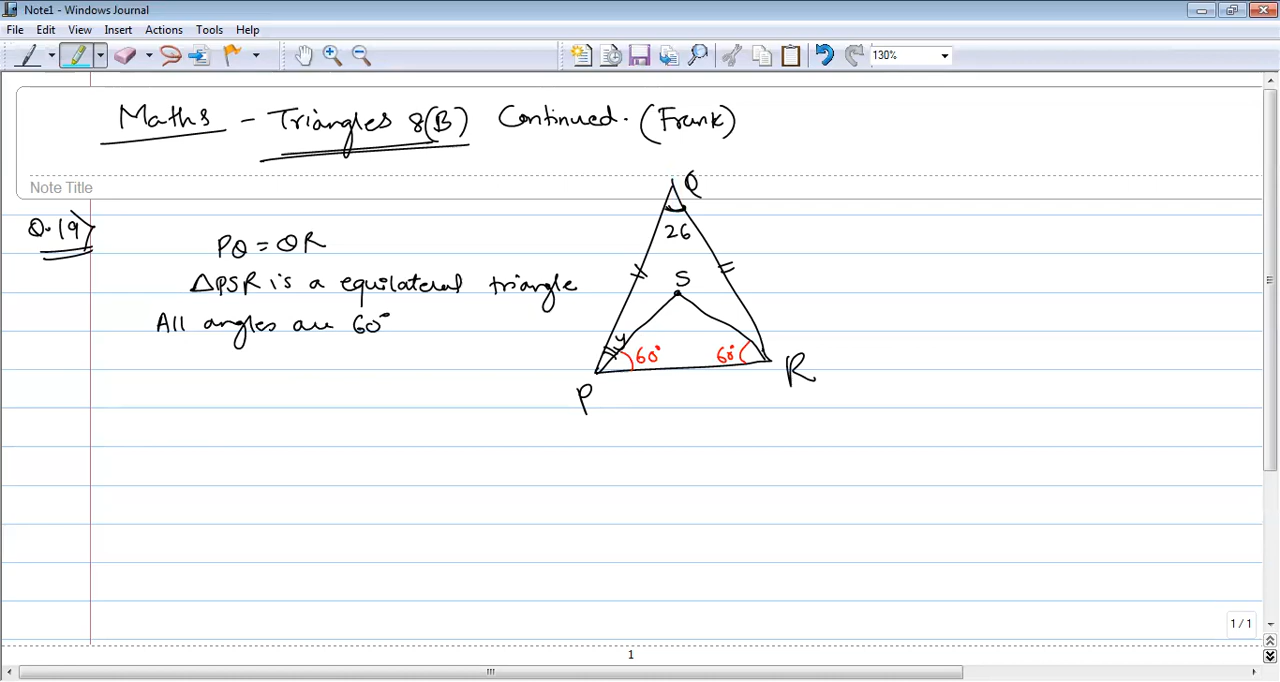 Note1 - Windows Journal
File Edit View Insert Actions Tools Help
130%
Maths - Triangles 8(B) Continued. (Frank)
Note Title
Q.19)
PQ = QR
△PSR is a equilateral triangle
All angles are 60°
Q
26
S
y
60° 60°
P
R
1 / 1
1